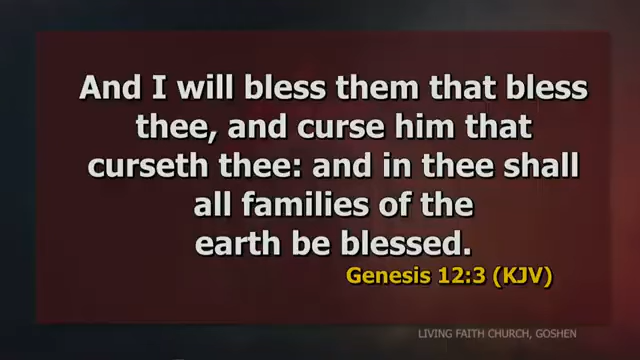 And I will bless them that bless
thee, and curse him that
curseth thee: and in thee shall
all families of the
earth be blessed.
Genesis 12:3 (KJV)
LIVING FAITH CHURCH, GOSHEN